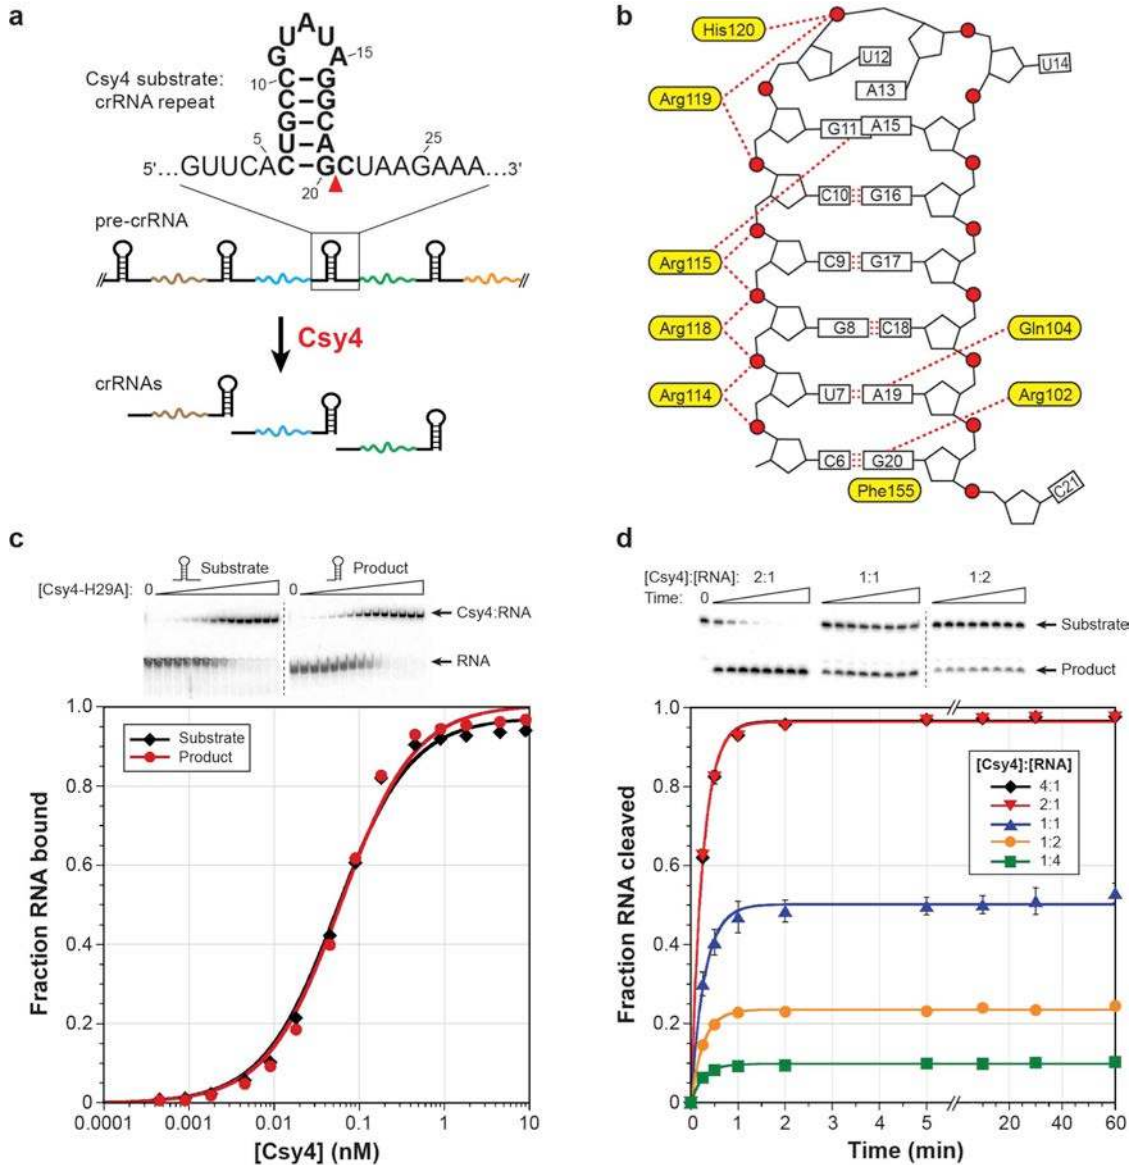 a
Csy4 substrate:
crRNA repeat
U A U
G A
C G
C G
G C
U A
5 10 15 20 25
5'...GUUCAC GCUAAGAAA...3'
pre-crRNA
Csy4
crRNAs
b
His120
U12
U14
A13
Arg119
G11 A15
C10 G16
Arg115
C9 G17
Arg118
G8 C18
Gln104
Arg114
U7 A19
Arg102
C6 G20
Phe155
C21
c
Substrate Product
[Csy4-H29A]: 0 0
Csy4:RNA
RNA
Substrate
Product
Fraction RNA bound
1.0
0.8
0.6
0.4
0.2
0
0.0001 0.001 0.01 0.1 1 10
[Csy4] (nM)
d
[Csy4]:[RNA]: 2:1 1:1 1:2
Time: 0
Substrate
Product
Fraction RNA cleaved
1.0
0.8
0.6
0.4
0.2
0
[Csy4]:[RNA]
4:1
2:1
1:1
1:2
1:4
0 1 2 3 4 5 20 40 60
Time (min)